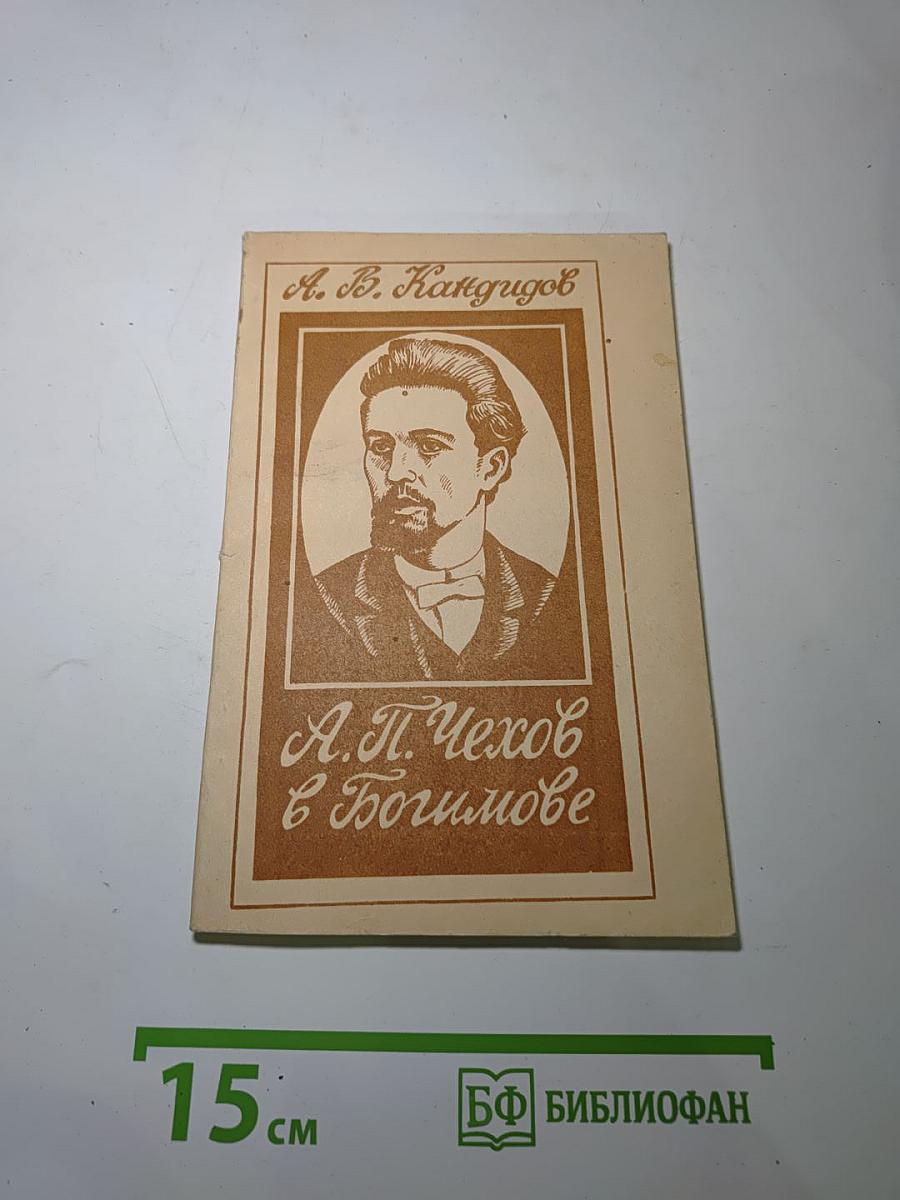 А. В. Кандидов
А.П. Чехов
в Богимове
15 см
БФ БИБЛИОФАН